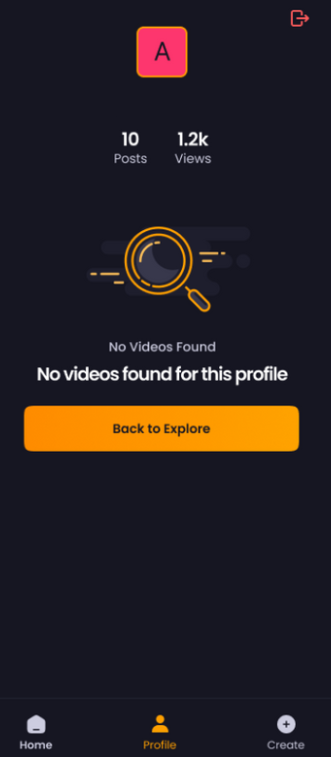 A
10 1.2k
Posts Views
No Videos Found
No videos found for this profile
Back to Explore
Home Profile Create